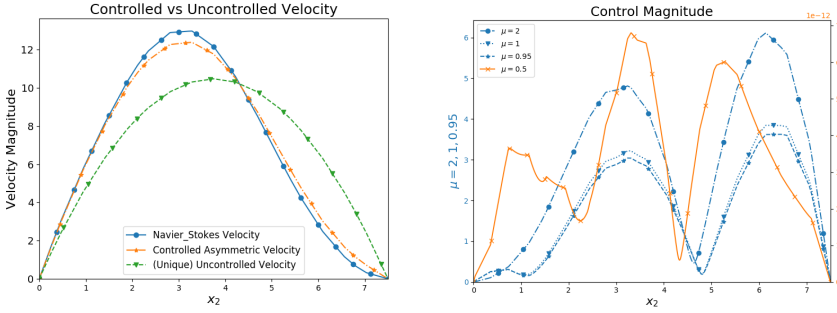 Controlled vs Uncontrolled Velocity
Velocity Magnitude
12
10
8
6
4
2
0
Navier_Stokes Velocity
Controlled Asymmetric Velocity
(Unique) Uncontrolled Velocity
0 1 2 3 4 5 6 7
x₂
Control Magnitude
1e−12
μ = 2, 1, 0.95
6
5
4
3
2
1
0
μ = 2
μ = 1
μ = 0.95
μ = 0.5
0 1 2 3 4 5 6 7
x₂